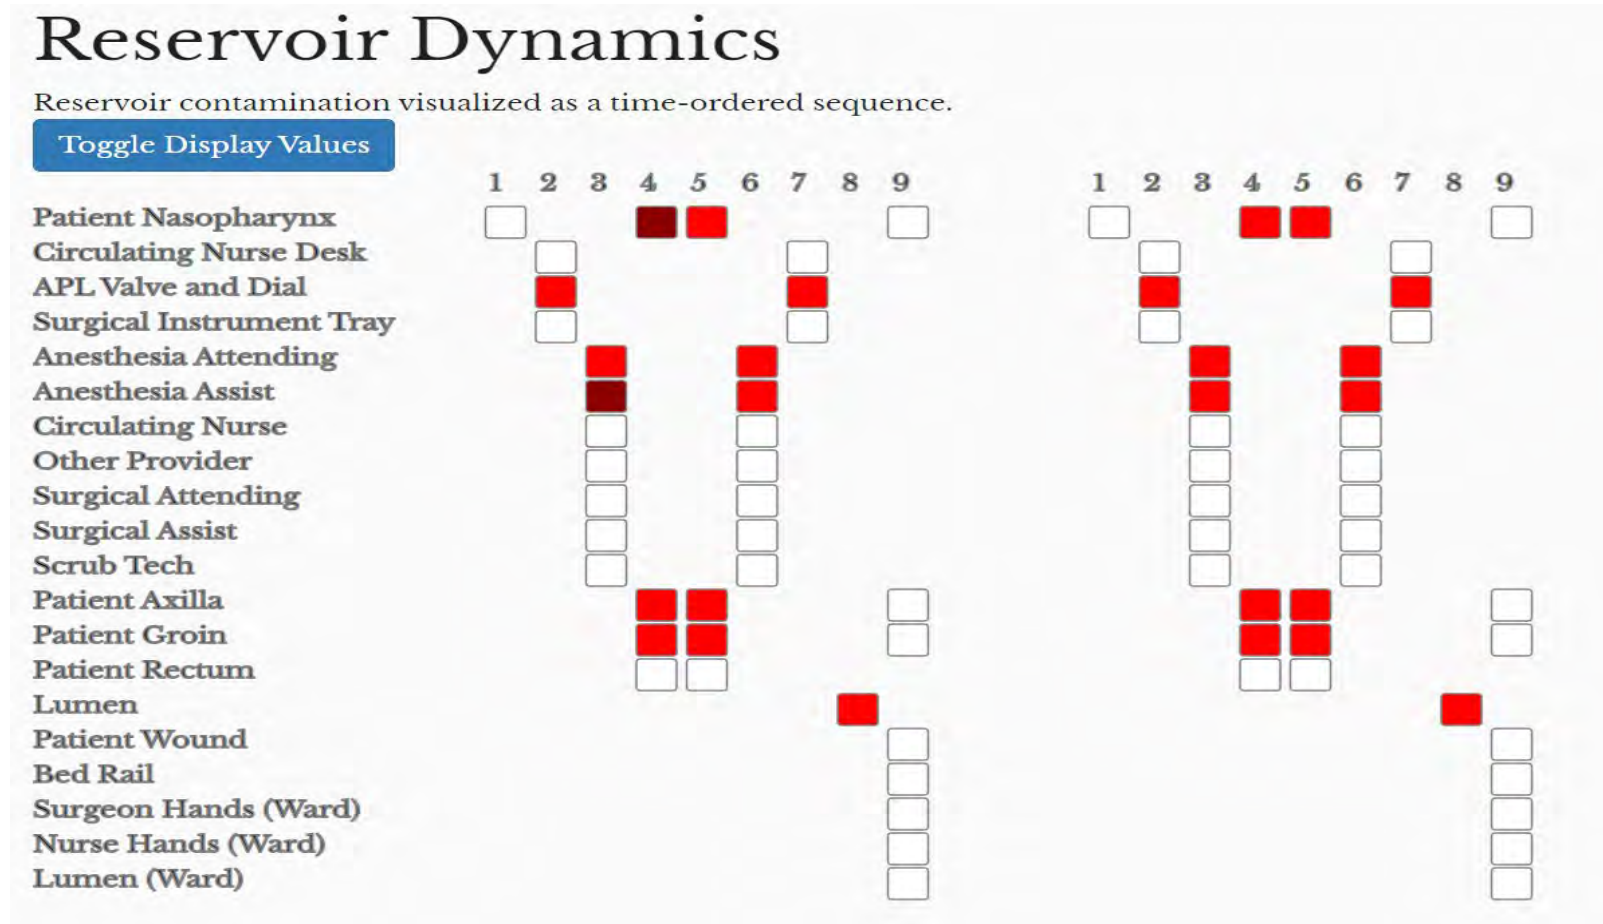 Reservoir Dynamics
Reservoir contamination visualized as a time-ordered sequence.
Toggle Display Values
1 2 3 4 5 6 7 8 9 1 2 3 4 5 6 7 8 9
Patient Nasopharynx
Circulating Nurse Desk
APL Valve and Dial
Surgical Instrument Tray
Anesthesia Attending
Anesthesia Assist
Circulating Nurse
Other Provider
Surgical Attending
Surgical Assist
Scrub Tech
Patient Axilla
Patient Groin
Patient Rectum
Lumen
Patient Wound
Bed Rail
Surgeon Hands (Ward)
Nurse Hands (Ward)
Lumen (Ward)